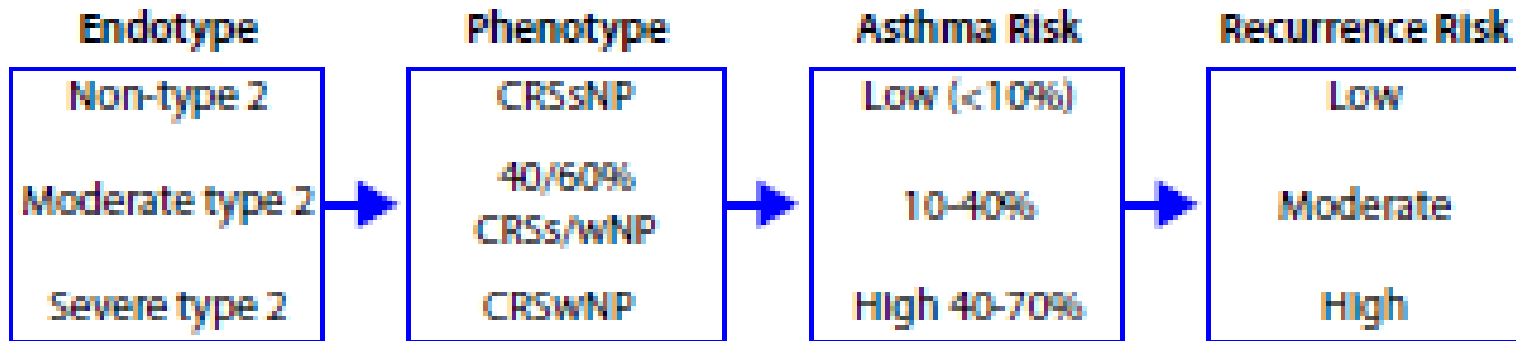 Endotype
Phenotype
Asthma Risk
Recurrence Risk
Non-type 2
CRSsNP
Low (<10%)
Low
Moderate type 2
40/60%
CRSs/wNP
10-40%
Moderate
Severe type 2
CRSwNP
High 40-70%
High